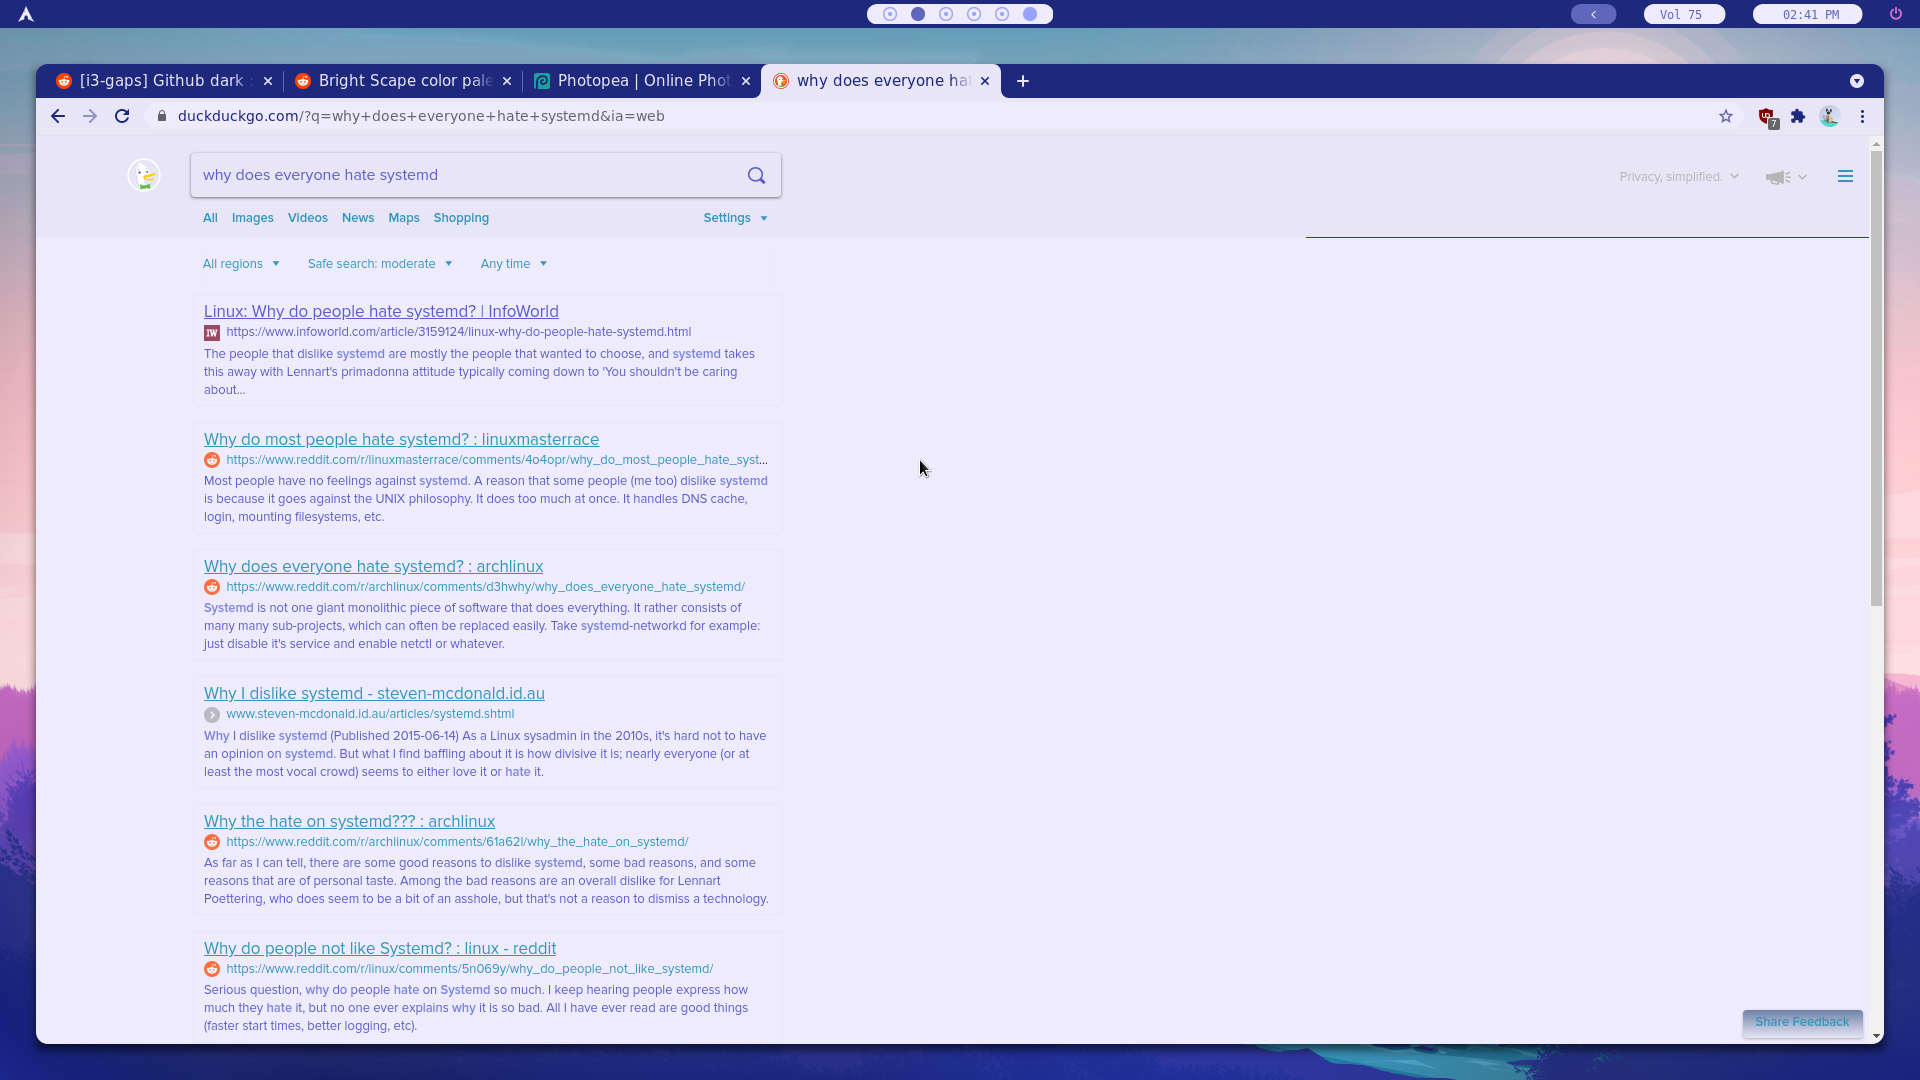 Vol 75
02:41 PM
[i3-gaps] Github dark
Bright Scape color pale
Photopea | Online Phot
why does everyone hat
duckduckgo.com/?q=why+does+everyone+hate+systemd&ia=web
7
why does everyone hate systemd
Privacy, simplified.
All Images Videos News Maps Shopping Settings
All regions Safe search: moderate Any time
Linux: Why do people hate systemd? | InfoWorld
IW https://www.infoworld.com/article/3159124/linux-why-do-people-hate-systemd.html
The people that dislike systemd are mostly the people that wanted to choose, and systemd takes
this away with Lennart's primadonna attitude typically coming down to 'You shouldn't be caring
about...
Why do most people hate systemd? : linuxmasterrace
https://www.reddit.com/r/linuxmasterrace/comments/4o4opr/why_do_most_people_hate_syst...
Most people have no feelings against systemd. A reason that some people (me too) dislike systemd
is because it goes against the UNIX philosophy. It does too much at once. It handles DNS cache,
login, mounting filesystems, etc.
Why does everyone hate systemd? : archlinux
https://www.reddit.com/r/archlinux/comments/d3hwhy/why_does_everyone_hate_systemd/
Systemd is not one giant monolithic piece of software that does everything. It rather consists of
many many sub-projects, which can often be replaced easily. Take systemd-networkd for example:
just disable it's service and enable netctl or whatever.
Why I dislike systemd - steven-mcdonald.id.au
www.steven-mcdonald.id.au/articles/systemd.shtml
Why I dislike systemd (Published 2015-06-14) As a Linux sysadmin in the 2010s, it's hard not to have
an opinion on systemd. But what I find baffling about it is how divisive it is; nearly everyone (or at
least the most vocal crowd) seems to either love it or hate it.
Why the hate on systemd??? : archlinux
https://www.reddit.com/r/archlinux/comments/61a62l/why_the_hate_on_systemd/
As far as I can tell, there are some good reasons to dislike systemd, some bad reasons, and some
reasons that are of personal taste. Among the bad reasons are an overall dislike for Lennart
Poettering, who does seem to be a bit of an asshole, but that's not a reason to dismiss a technology.
Why do people not like Systemd? : linux - reddit
https://www.reddit.com/r/linux/comments/5n069y/why_do_people_not_like_systemd/
Serious question, why do people hate on Systemd so much. I keep hearing people express how
much they hate it, but no one ever explains why it is so bad. All I have ever read are good things
(faster start times, better logging, etc).
Share Feedback